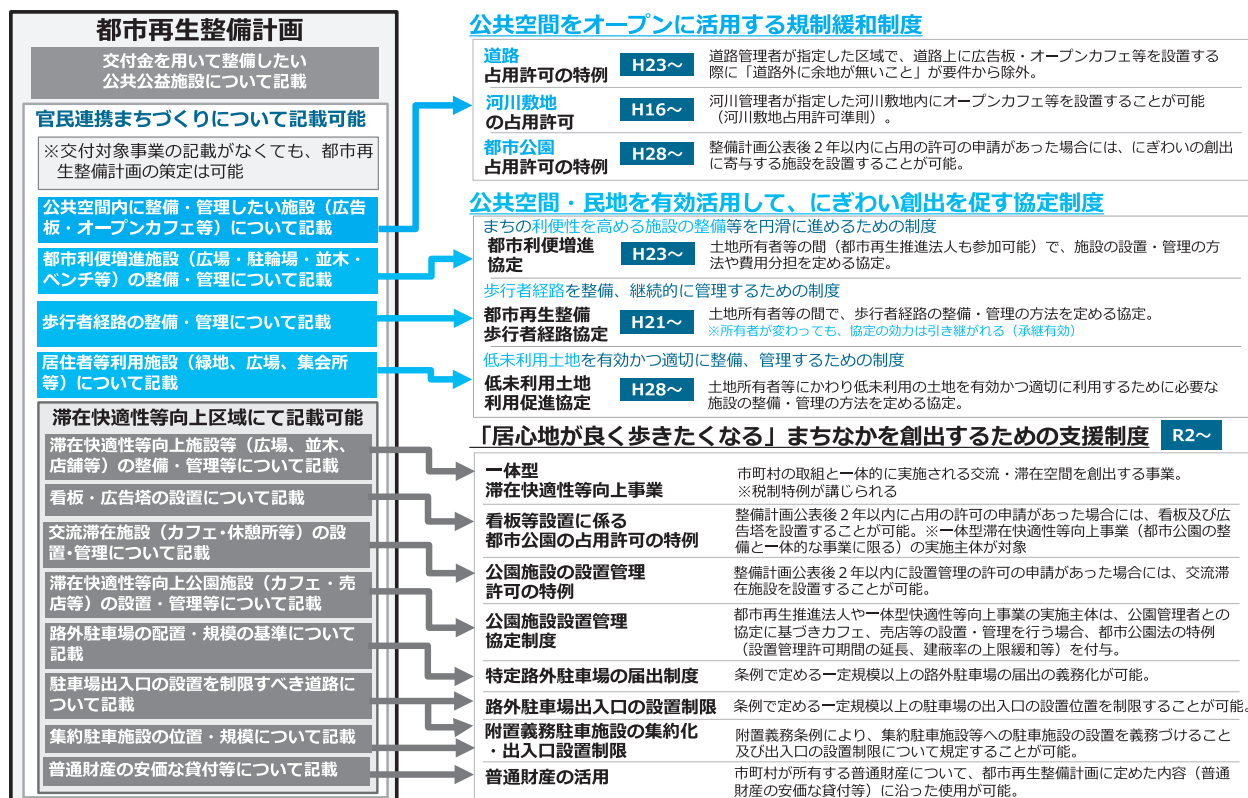 都市再生整備計画
交付金を用いて整備したい
公共公益施設について記載
官民連携まちづくりについて記載可能
※交付対象事業の記載がなくても、都市再
生整備計画の策定は可能
公共空間内に整備・管理したい施設（広告
板・オープンカフェ等）について記載
都市利便増進施設（広場・駐輪場・並木・
ベンチ等）の整備・管理について記載
歩行者経路の整備・管理について記載
居住者等利用施設（緑地、広場、集会所
等）について記載
滞在快適性等向上区域にて記載可能
滞在快適性等向上施設等（広場、並木、
店舗等）の整備・管理等について記載
看板・広告塔の設置について記載
交流滞在施設（カフェ・休憩所等）の設
置・管理について記載
滞在快適性等向上公園施設（カフェ・売
店等）の設置・管理等について記載
路外駐車場の配置・規模の基準について
記載
駐車場出入口の設置を制限すべき道路に
ついて記載
集約駐車施設の位置・規模について記載
普通財産の安価な貸付等について記載
公共空間をオープンに活用する規制緩和制度
道路
占用許可の特例
H23～
道路管理者が指定した区域で、道路上に広告板・オープンカフェ等を設置する
際に「道路外に余地が無いこと」が要件から除外。
河川敷地
の占用許可
H16～
河川管理者が指定した河川敷地内にオープンカフェ等を設置することが可能
（河川敷地占用許可準則）。
都市公園
占用許可の特例
H28～
整備計画公表後２年以内に占用の許可の申請があった場合には、にぎわいの創出
に寄与する施設を設置することが可能。
公共空間・民地を有効活用して、にぎわい創出を促す協定制度
まちの利便性を高める施設の整備等を円滑に進めるための制度
都市利便増進
協定
H23～
土地所有者等の間（都市再生推進法人も参加可能）で、施設の設置・管理の方
法や費用分担を定める協定。
歩行者経路を整備、継続的に管理するための制度
都市再生整備
歩行者経路協定
H21～
土地所有者等の間で、歩行者経路の整備・管理の方法を定める協定。
※所有者が変わっても、協定の効力は引き継がれる（承継有効）
低未利用土地を有効かつ適切に整備、管理するための制度
低未利用土地
利用促進協定
H28～
土地所有者等にかわり低未利用の土地を有効かつ適切に利用するために必要な
施設の整備・管理の方法を定める協定。
「居心地が良く歩きたくなる」まちなかを創出するための支援制度
R2～
一体型
滞在快適性等向上事業
市町村の取組と一体的に実施される交流・滞在空間を創出する事業。
※税制特例が講じられる
看板等設置に係る
都市公園の占用許可の特例
整備計画公表後２年以内に占用の許可の申請があった場合には、看板及び広
告塔を設置することが可能。※一体型滞在快適性等向上事業（都市公園の整
備と一体的な事業に限る）の実施主体が対象
公園施設の設置管理
許可の特例
整備計画公表後２年以内に設置管理の許可の申請があった場合には、交流滞
在施設を設置することが可能。
公園施設設置管理
協定制度
都市再生推進法人や一体型快適性等向上事業の実施主体は、公園管理者との
協定に基づきカフェ、売店等の設置・管理を行う場合、都市公園法の特例
（設置管理許可期間の延長、建蔽率の上限緩和等）を付与。
特定路外駐車場の届出制度
条例で定める一定規模以上の路外駐車場の届出の義務化が可能。
路外駐車場出入口の設置制限
条例で定める一定規模以上の駐車場の出入口の設置位置を制限することが可能。
附置義務駐車施設の集約化
・出入口設置制限
附置義務条例により、集約駐車施設等への駐車施設の設置を義務づけること
及び出入口の設置制限について規定することが可能。
普通財産の活用
市町村が所有する普通財産について、都市再生整備計画に定めた内容（普通
財産の安価な貸付等）に沿った使用が可能。